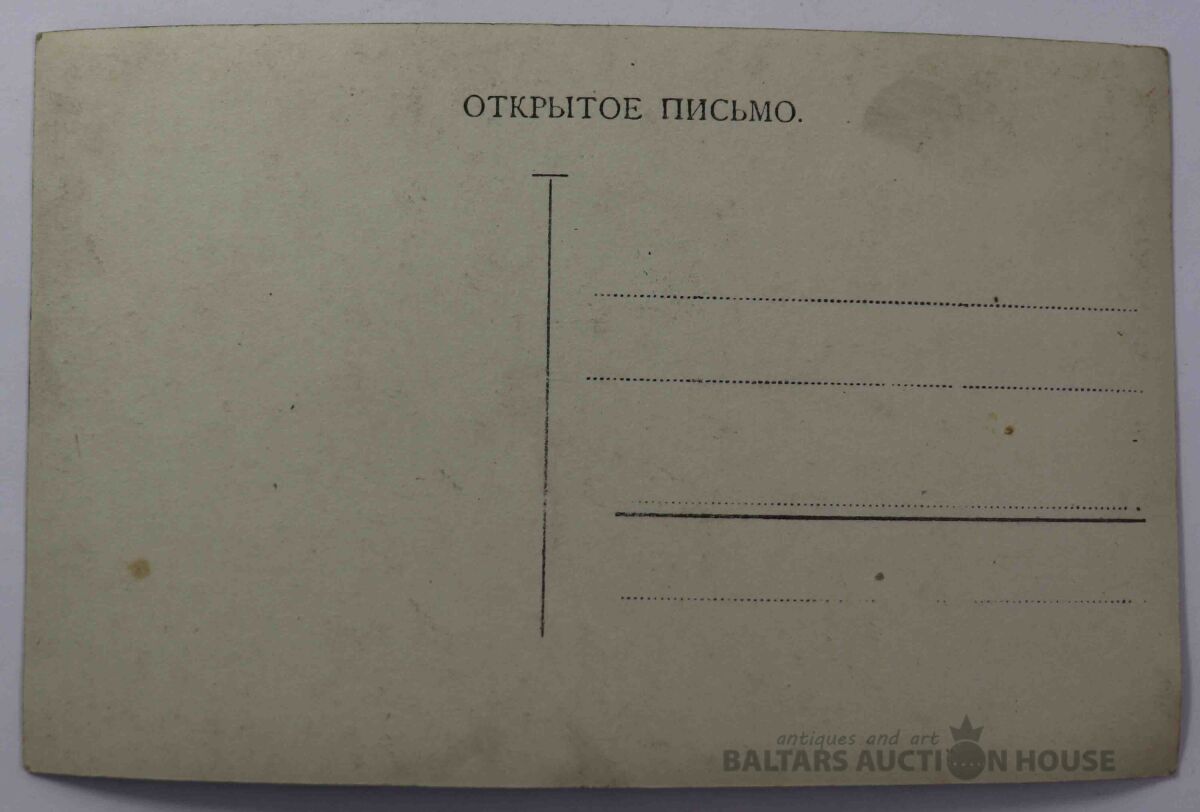 ОТКРЫТОЕ ПИСЬМО.
antiques and art
BALTARS AUCTION HOUSE